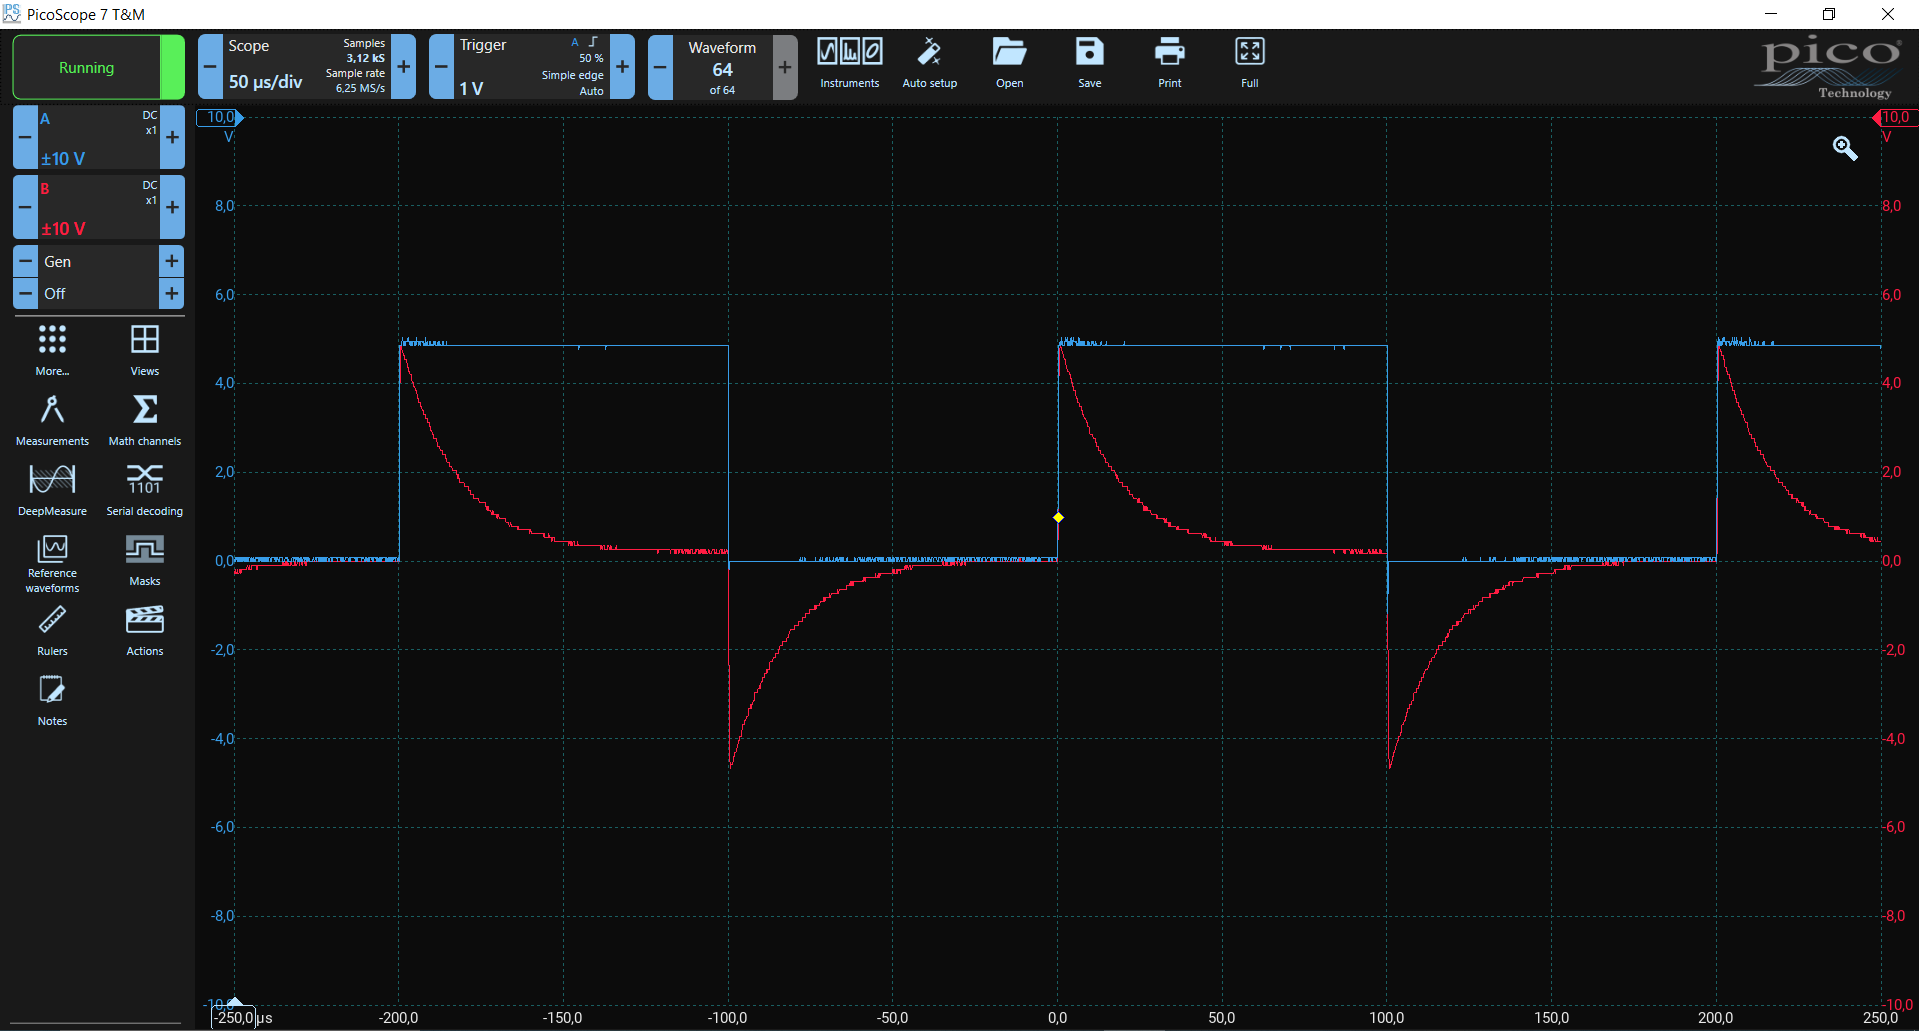 PicoScope 7 T&M
Running
Scope
50 µs/div
Samples
3,12 kS
Sample rate
6,25 MS/s
Trigger
1 V
A
50 %
Simple edge
Auto
Waveform
64
of 64
Instruments
Auto setup
Open
Save
Print
Full
pico
Technology
A
DC
x1
±10 V
B
DC
x1
±10 V
Gen
Off
More...
Views
Measurements
Math channels
DeepMeasure
1101
Serial decoding
Reference
waveforms
Masks
Rulers
Actions
Notes
10,0
V
8,0
6,0
4,0
2,0
0,0
-2,0
-4,0
-6,0
-8,0
-10,0
10,0
V
8,0
6,0
4,0
2,0
0,0
-2,0
-4,0
-6,0
-8,0
-10,0
-250,0 µs
-200,0
-150,0
-100,0
-50,0
0,0
50,0
100,0
150,0
200,0
250,0